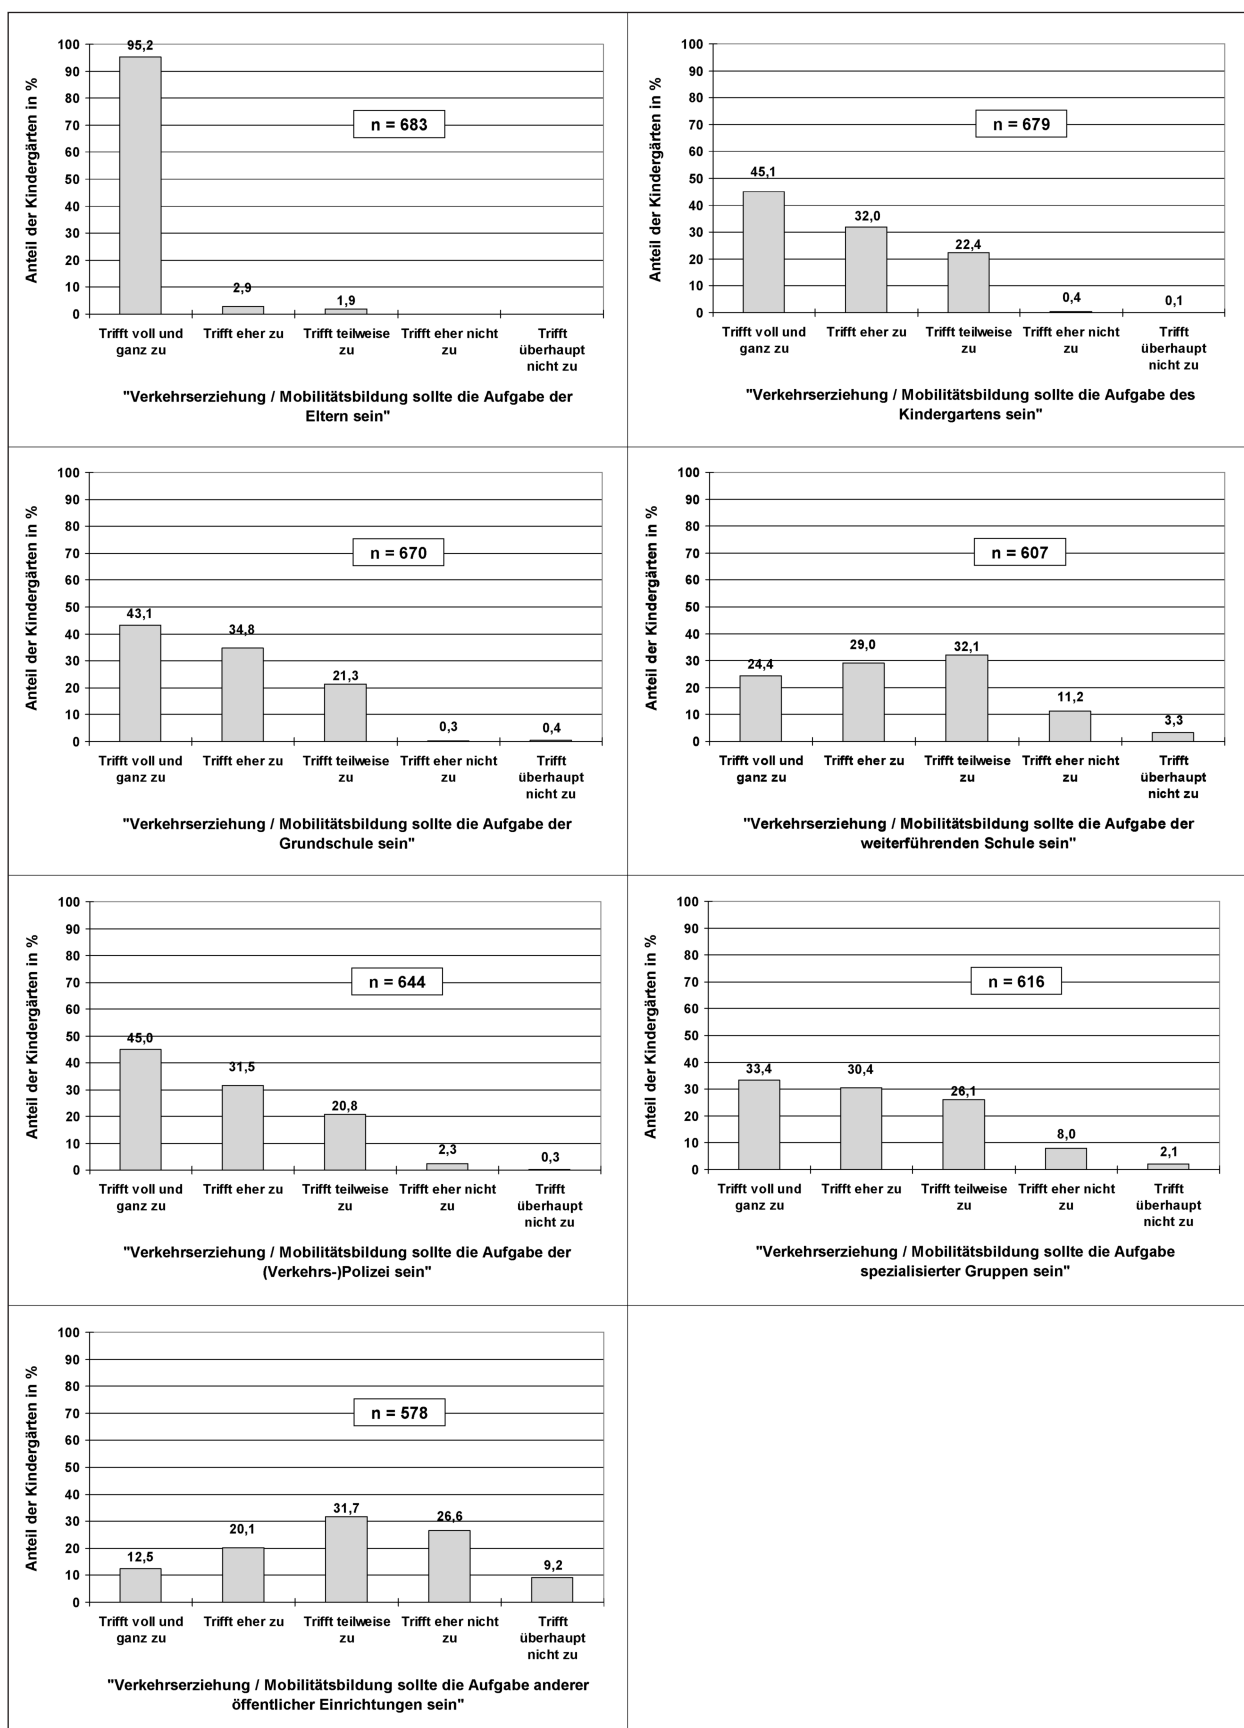 Anteil der Kindergärten in %
100
90
80
70
60
50
40
30
20
10
0
95,2
2,9
1,9
n = 683
Trifft voll und
ganz zu
Trifft eher zu
Trifft teilweise
zu
Trifft eher nicht
zu
Trifft
überhaupt
nicht zu
"Verkehrserziehung / Mobilitätsbildung sollte die Aufgabe der
Eltern sein"
Anteil der Kindergärten in %
100
90
80
70
60
50
40
30
20
10
0
45,1
32,0
22,4
0,4
0,1
n = 679
Trifft voll und
ganz zu
Trifft eher zu
Trifft teilweise
zu
Trifft eher nicht
zu
Trifft
überhaupt
nicht zu
"Verkehrserziehung / Mobilitätsbildung sollte die Aufgabe des
Kindergartens sein"
Anteil der Kindergärten in %
100
90
80
70
60
50
40
30
20
10
0
43,1
34,8
21,3
0,3
0,4
n = 670
Trifft voll und
ganz zu
Trifft eher zu
Trifft teilweise
zu
Trifft eher nicht
zu
Trifft
überhaupt
nicht zu
"Verkehrserziehung / Mobilitätsbildung sollte die Aufgabe der
Grundschule sein"
Anteil der Kindergärten in %
100
90
80
70
60
50
40
30
20
10
0
24,4
29,0
32,1
11,2
3,3
n = 607
Trifft voll und
ganz zu
Trifft eher zu
Trifft teilweise
zu
Trifft eher nicht
zu
Trifft
überhaupt
nicht zu
"Verkehrserziehung / Mobilitätsbildung sollte die Aufgabe der
weiterführenden Schule sein"
Anteil der Kindergärten in %
100
90
80
70
60
50
40
30
20
10
0
45,0
31,5
20,8
2,3
0,3
n = 644
Trifft voll und
ganz zu
Trifft eher zu
Trifft teilweise
zu
Trifft eher nicht
zu
Trifft
überhaupt
nicht zu
"Verkehrserziehung / Mobilitätsbildung sollte die Aufgabe der
(Verkehrs-)Polizei sein"
Anteil der Kindergärten in %
100
90
80
70
60
50
40
30
20
10
0
33,4
30,4
26,1
8,0
2,1
n = 616
Trifft voll und
ganz zu
Trifft eher zu
Trifft teilweise
zu
Trifft eher nicht
zu
Trifft
überhaupt
nicht zu
"Verkehrserziehung / Mobilitätsbildung sollte die Aufgabe
spezialisierter Gruppen sein"
Anteil der Kindergärten in %
100
90
80
70
60
50
40
30
20
10
0
12,5
20,1
31,7
26,6
9,2
n = 578
Trifft voll und
ganz zu
Trifft eher zu
Trifft teilweise
zu
Trifft eher nicht
zu
Trifft
überhaupt
nicht zu
"Verkehrserziehung / Mobilitätsbildung sollte die Aufgabe anderer
öffentlicher Einrichtungen sein"